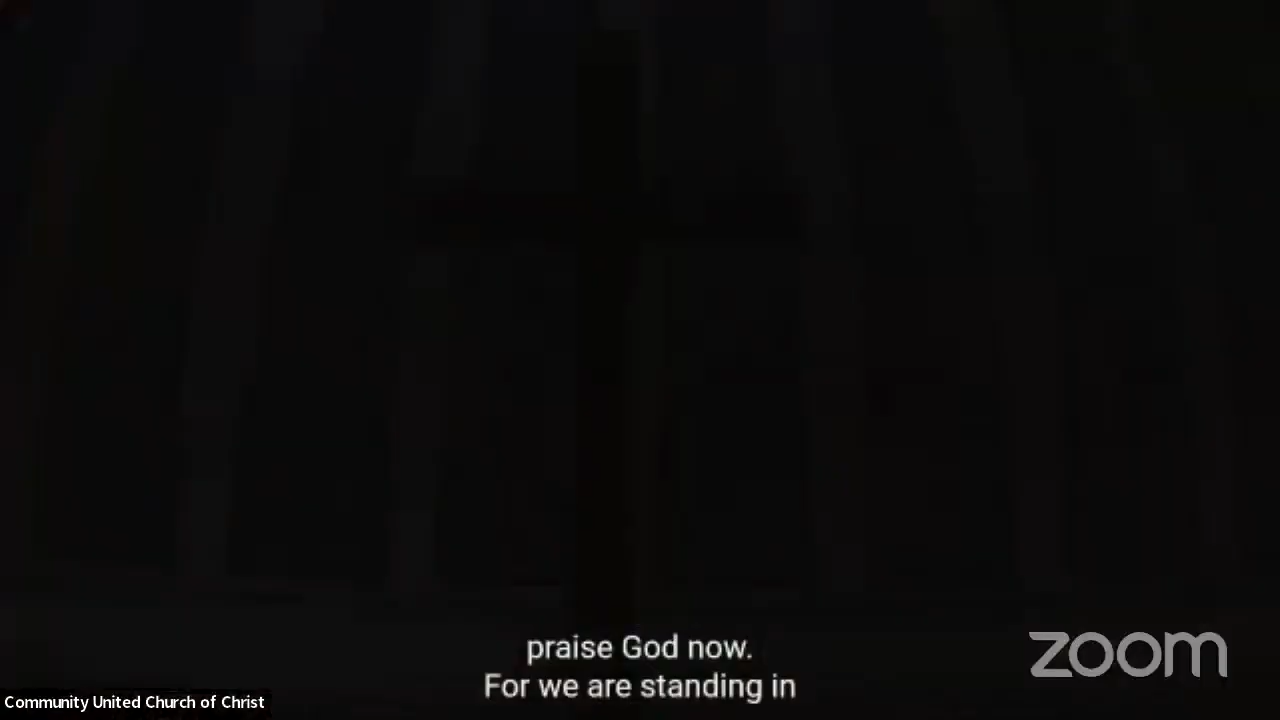 praise God now.
For we are standing in
zoom
Community United Church of Christ